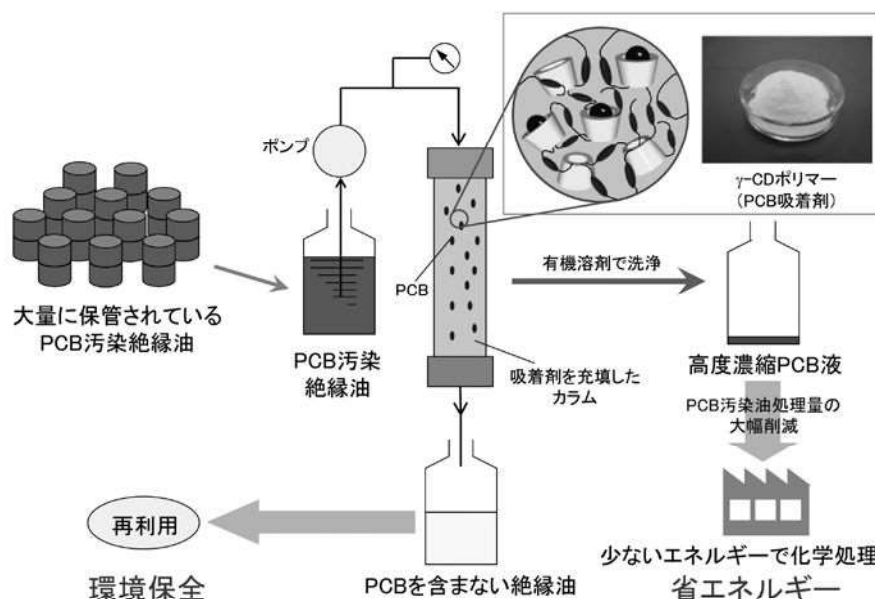 ポンプ
γ-CDポリマー
(PCB吸着剤)
大量に保管されている
PCB汚染絶縁油
PCB汚染
絶縁油
PCB
吸着剤を充填した
カラム
有機溶剤で洗浄
高度濃縮PCB液
PCB汚染油処理量の
大幅削減
再利用
環境保全
PCBを含まない絶縁油
少ないエネルギーで化学処理
省エネルギー